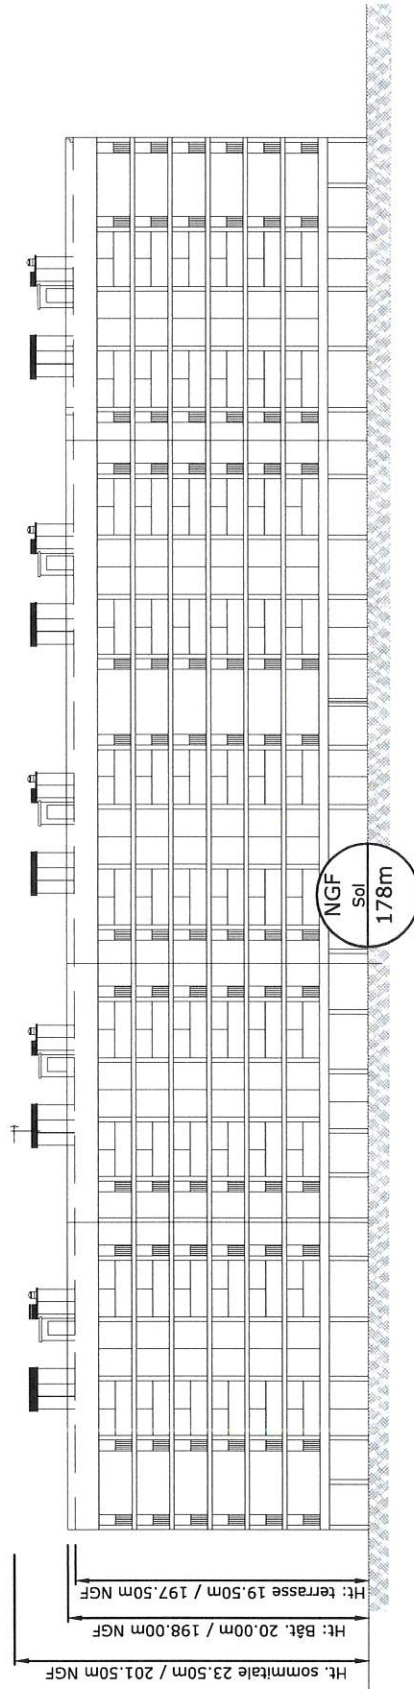 NGF
Sol
178m
Ht: terrasse 19.50m / 197.50m NGF
Ht: Bât. 20.00m / 198.00m NGF
Ht. sommitale 23.50m / 201.50m NGF